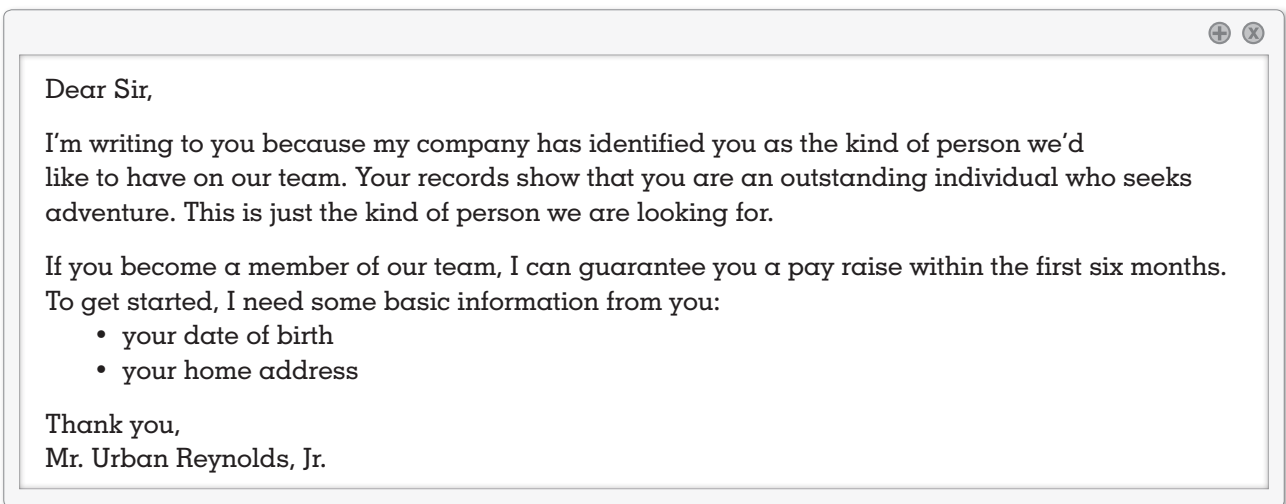 Dear Sir,
I'm writing to you because my company has identified you as the kind of person we'd
like to have on our team. Your records show that you are an outstanding individual who seeks
adventure. This is just the kind of person we are looking for.
If you become a member of our team, I can guarantee you a pay raise within the first six months.
To get started, I need some basic information from you:
• your date of birth
• your home address
Thank you,
Mr. Urban Reynolds, Jr.